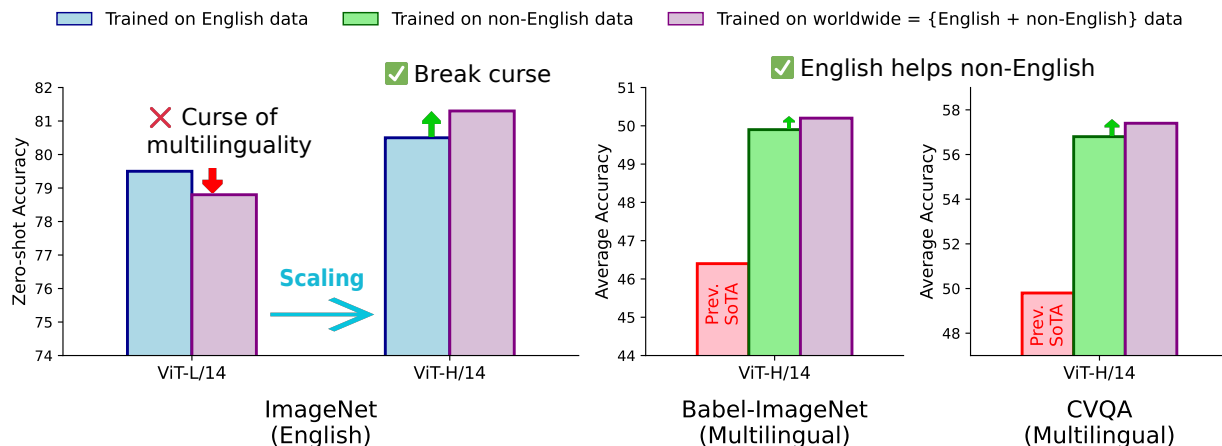 Trained on English data
Trained on non-English data
Trained on worldwide = {English + non-English} data
Zero-shot Accuracy
82
81
80
79
78
77
76
75
74
❌ Curse of
multilinguality
✅ Break curse
Scaling
ViT-L/14
ViT-H/14
ImageNet
(English)
✅ English helps non-English
Average Accuracy
51
50
49
48
47
46
45
44
Prev.
SoTA
ViT-H/14
Babel-ImageNet
(Multilingual)
Average Accuracy
58
56
54
52
50
48
Prev.
SoTA
ViT-H/14
CVQA
(Multilingual)